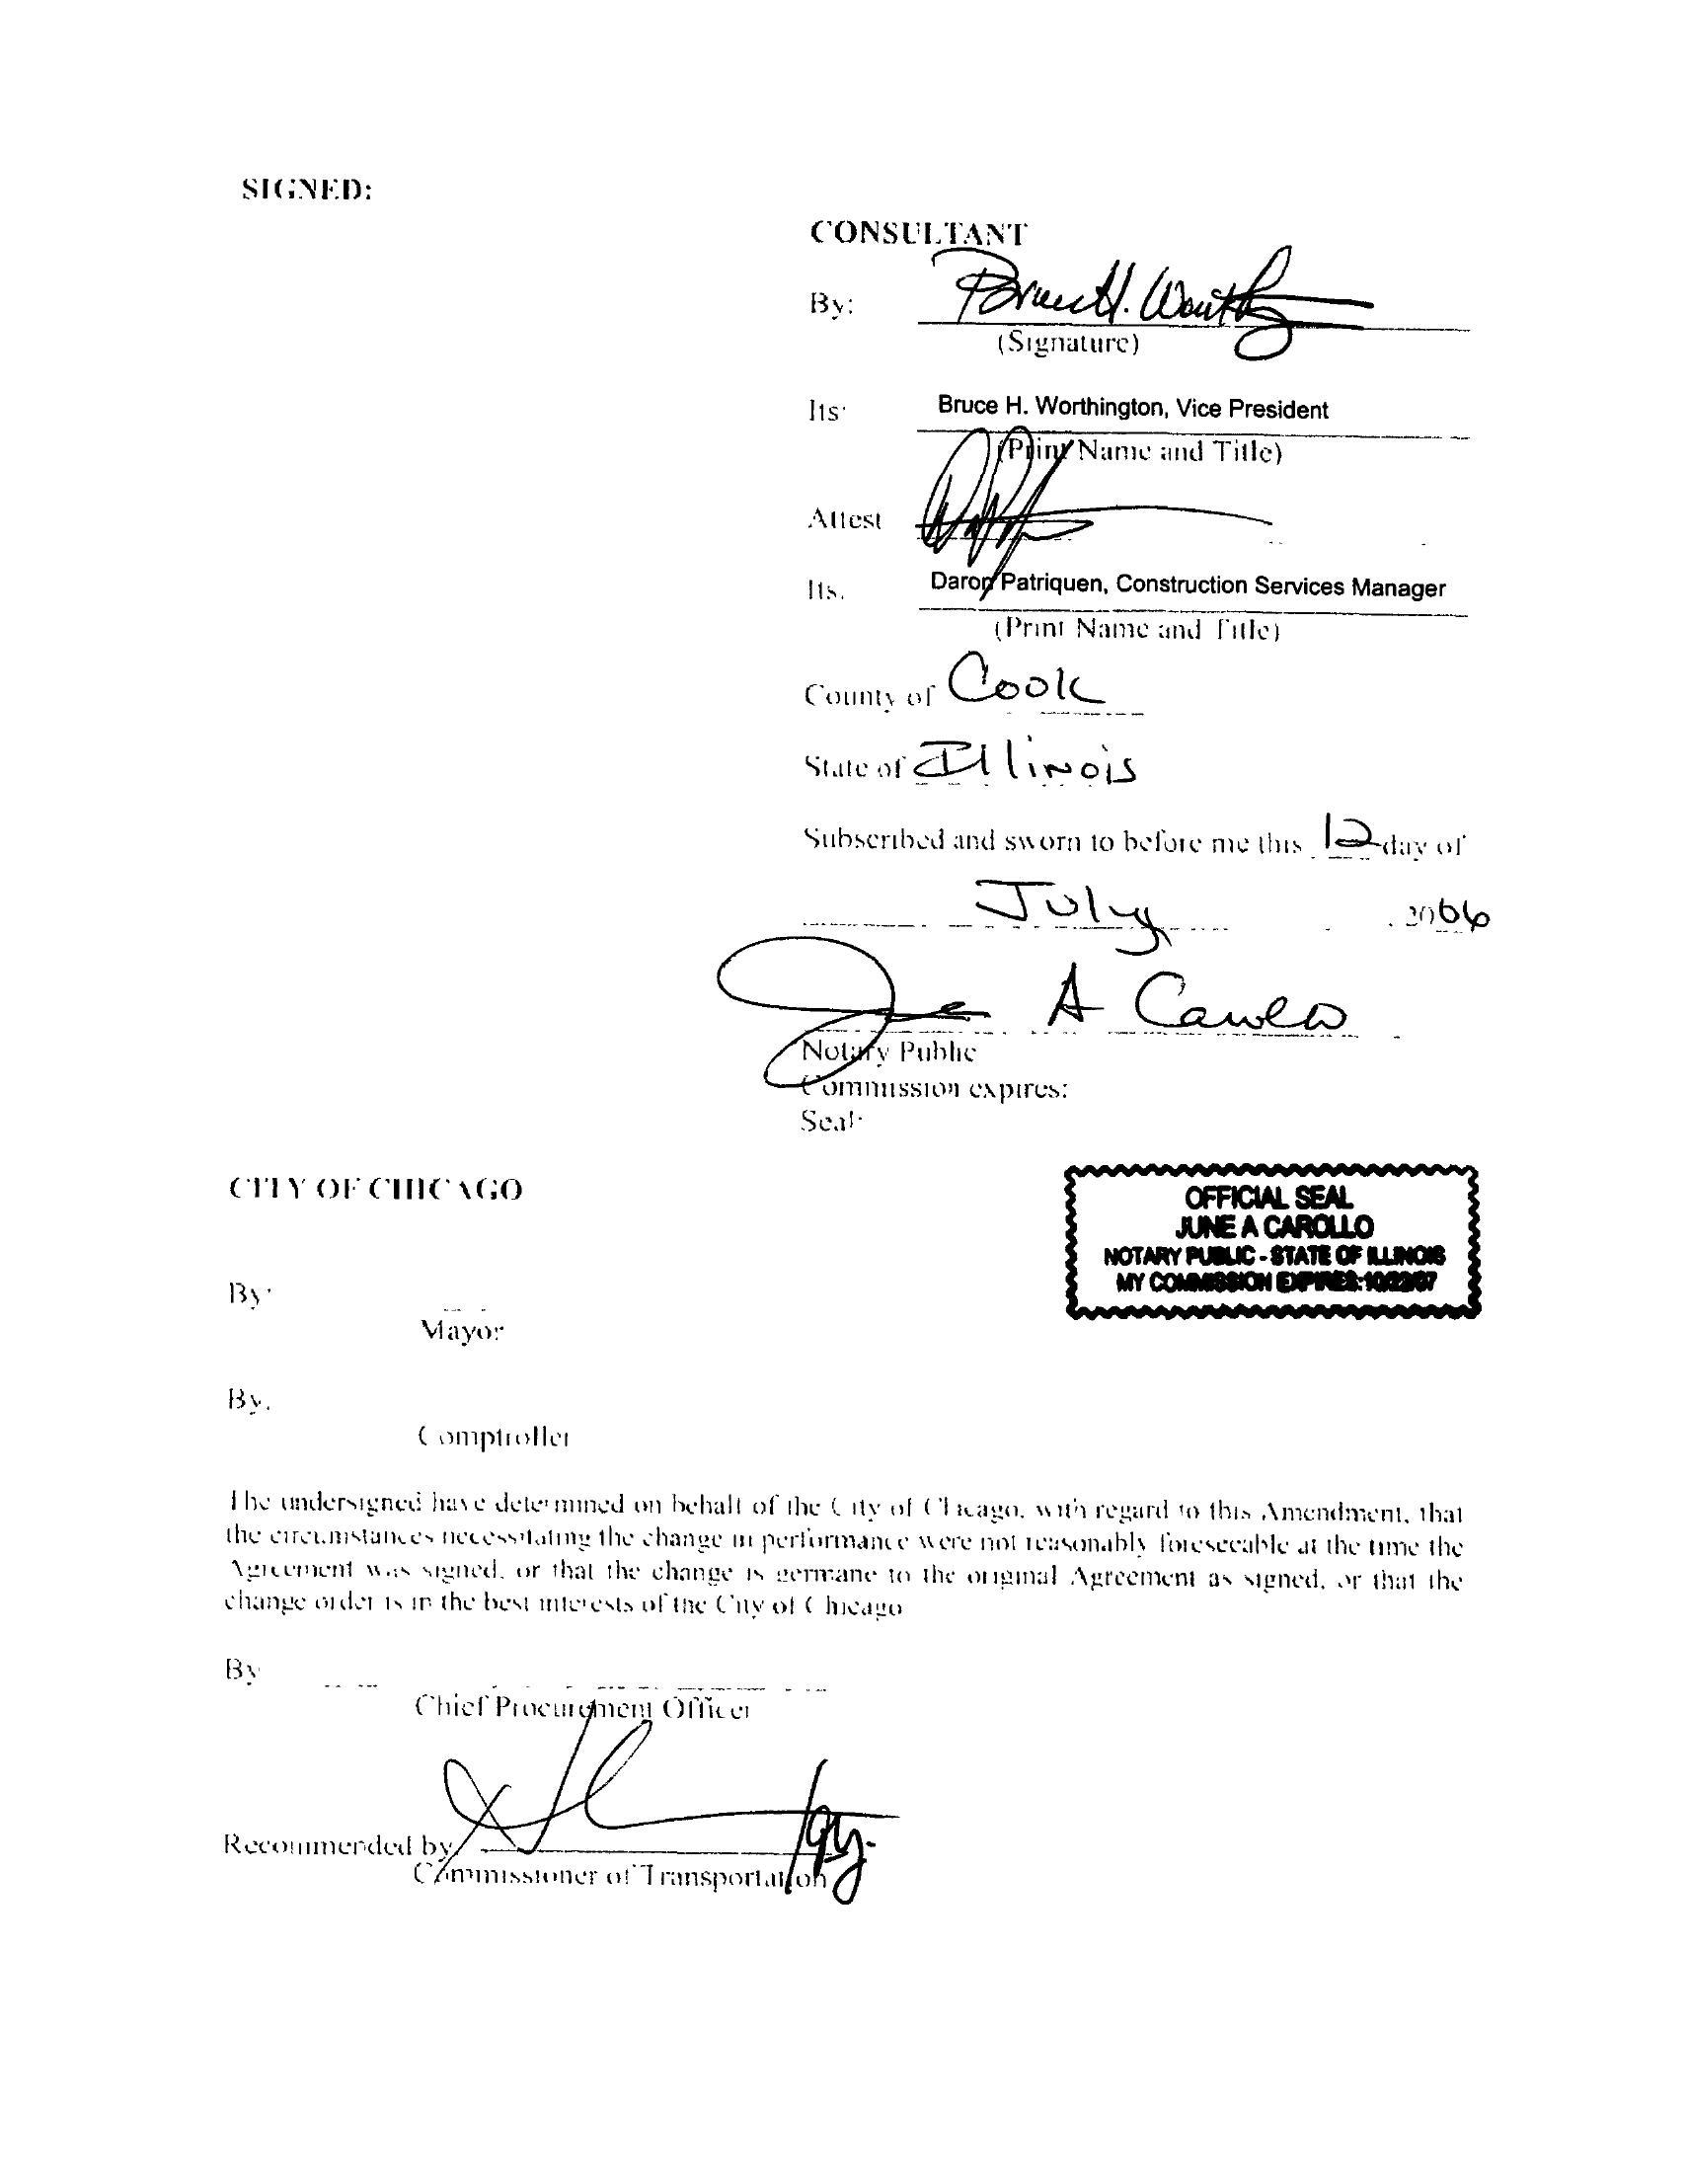 SIGNED:
CONSULTANT
By: Bruce H. Worth
(Signature)
Its: Bruce H. Worthington, Vice President
(Print Name and Title)
Attest
Its. Daron Patriquen, Construction Services Manager
(Print Name and Title)
County of Cook
State of Illinois
Subscribed and sworn to before me this 12 day of
July, 2006
June A Carollo
Notary Public
Commission expires:
Seal:
CITY OF CHICAGO
OFFICIAL SEAL
JUNE A CAROLLO
NOTARY PUBLIC - STATE OF ILLINOIS
MY COMMISSION EXPIRES:10/22/07
By:
Mayor
By.
Comptroller
The undersigned have determined on behalf of the City of Chicago, with regard to this Amendment, that
the circumstances necessitating the change in performance were not reasonably foreseeable at the time the
Agreement was signed, or that the change is germane to the original Agreement as signed, or that the
change order is in the best interests of the City of Chicago
By
Chief Procurement Officer
Recommended by
Commissioner of Transportation